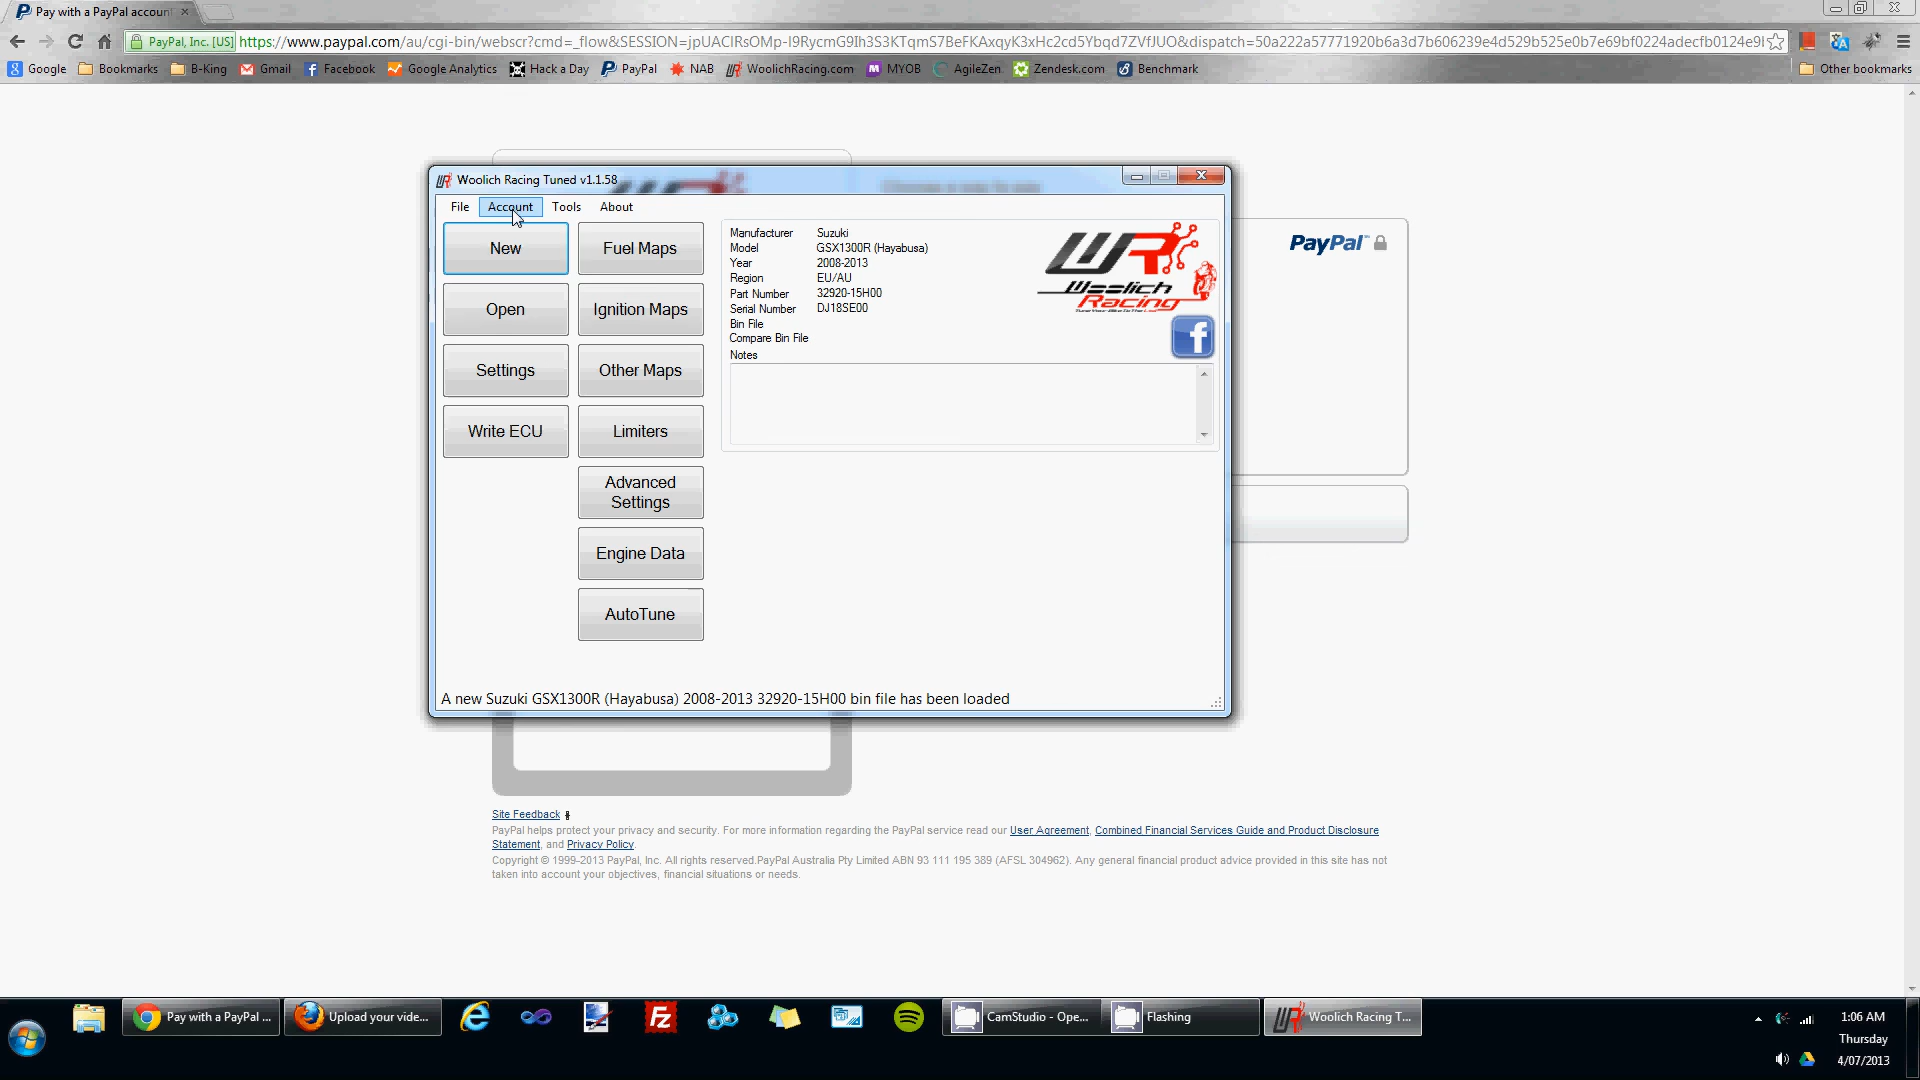 Pay with a PayPal accoun
PayPal, Inc. [US] https://www.paypal.com/au/cgi-bin/webscr?cmd=_flow&SESSION=jpUACIRsOMp-I9RycmG9Ih3S3KTqmS7BeFKAxqyK3xHc2cd5Ybqd7ZVfJUO&dispatch=50a222a57771920b6a3d7b606239e4d529b525e0b7e69bf0224adecfb0124e9l
Google Bookmarks B-King Gmail Facebook Google Analytics Hack a Day PayPal NAB WoolichRacing.com MYOB AgileZen Zendesk.com Benchmark Other bookmarks
Woolich Racing Tuned v1.1.58
File Account Tools About
New
Open
Settings
Write ECU
Fuel Maps
Ignition Maps
Other Maps
Limiters
Advanced
Settings
Engine Data
AutoTune
Manufacturer Suzuki
Model GSX1300R (Hayabusa)
Year 2008-2013
Region EU/AU
Part Number 32920-15H00
Serial Number DJ18SE00
Bin File
Compare Bin File
Notes
Woolich
Racing
PayPal
A new Suzuki GSX1300R (Hayabusa) 2008-2013 32920-15H00 bin file has been loaded
Site Feedback
PayPal helps protect your privacy and security. For more information regarding the PayPal service read our User Agreement, Combined Financial Services Guide and Product Disclosure
Statement, and Privacy Policy.
Copyright © 1999-2013 PayPal, Inc. All rights reserved.PayPal Australia Pty Limited ABN 93 111 195 389 (AFSL 304962). Any general financial product advice provided in this site has not
taken into account your objectives, financial situations or needs.
Pay with a PayPal ...
Upload your vide...
CamStudio - Ope...
Flashing
Woolich Racing T...
1:06 AM
Thursday
4/07/2013